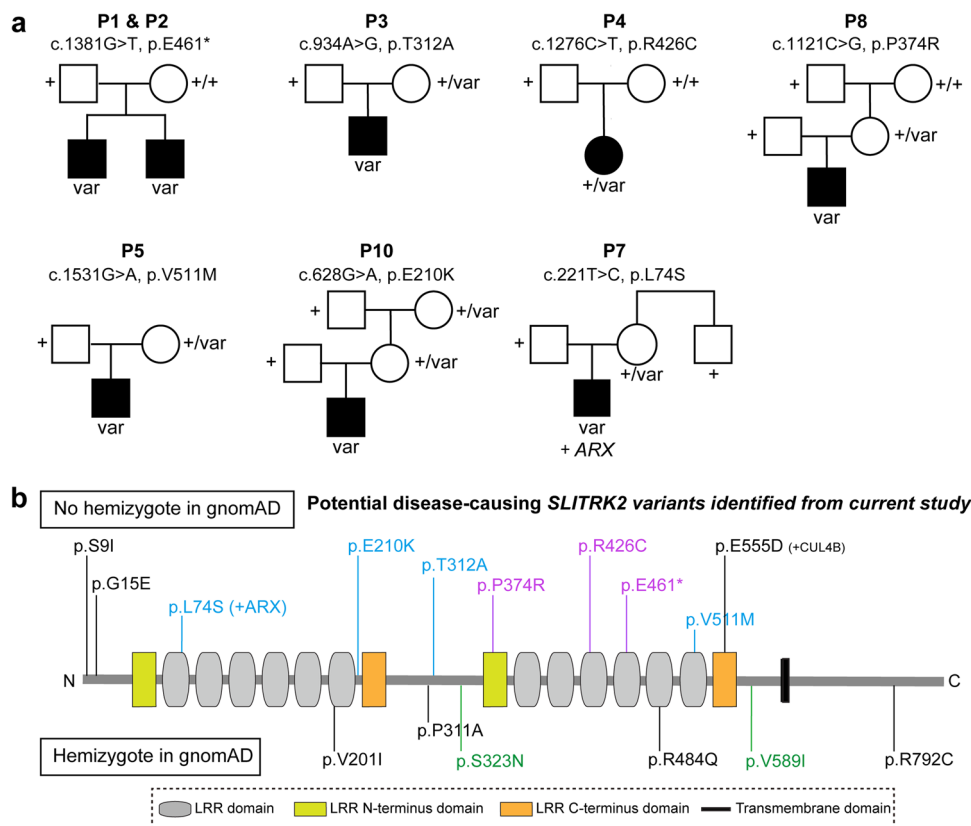 a
P1 & P2
c.1381G>T, p.E461*
+
+/+
var
var
P3
c.934A>G, p.T312A
+
+/var
var
P4
c.1276C>T, p.R426C
+
+/+
+/var
P8
c.1121C>G, p.P374R
+
+/+
+
+/var
var
P5
c.1531G>A, p.V511M
+
+/var
var
P10
c.628G>A, p.E210K
+
+/var
+
+/var
var
P7
c.221T>C, p.L74S
+
+/var
+
var
+ ARX
b
No hemizygote in gnomAD
Potential disease-causing SLITRK2 variants identified from current study
p.S9I
p.G15E
p.L74S (+ARX)
p.E210K
p.T312A
p.P374R
p.R426C
p.E461*
p.V511M
p.E555D (+CUL4B)
N
C
Hemizygote in gnomAD
p.V201I
p.P311A
p.S323N
p.R484Q
p.V589I
p.R792C
LRR domain
LRR N-terminus domain
LRR C-terminus domain
Transmembrane domain